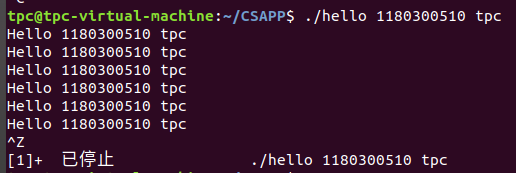 tpc@tpc-virtual-machine:~/CSAPP$ ./hello 1180300510 tpc
Hello 1180300510 tpc
Hello 1180300510 tpc
Hello 1180300510 tpc
Hello 1180300510 tpc
Hello 1180300510 tpc
Hello 1180300510 tpc
^Z
[1]+  已停止               ./hello 1180300510 tpc